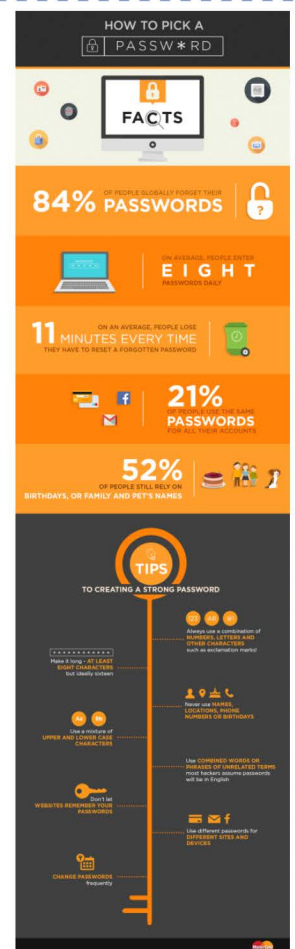 HOW TO PICK A
PASSW*RD
FACTS
84% OF PEOPLE GLOBALLY FORGET THEIR
PASSWORDS
?
ON AVERAGE, PEOPLE ENTER
EIGHT
PASSWORDS DAILY
11 ON AN AVERAGE, PEOPLE LOSE
MINUTES EVERY TIME
THEY HAVE TO RESET A FORGOTTEN PASSWORD
21%
OF PEOPLE USE THE SAME
PASSWORDS
FOR ALL THEIR ACCOUNTS
52%
OF PEOPLE STILL RELY ON
BIRTHDAYS, OR FAMILY AND PET'S NAMES
TIPS
TO CREATING A STRONG PASSWORD
Always use a combination of
NUMBERS, LETTERS AND
OTHER CHARACTERS
such as exclamation marks!
Make it long - AT LEAST
EIGHT CHARACTERS
but ideally sixteen
Never use NAMES,
LOCATIONS, PHONE
NUMBERS OR BIRTHDAYS
Aa Bb
Use a mixture of
UPPER AND LOWER CASE
CHARACTERS
Use COMBINED WORDS OR
PHRASES OF UNRELATED TERMS
most hackers assume passwords
will be in English
Don't let
WEBSITES REMEMBER YOUR
PASSWORDS
Use different passwords for
DIFFERENT SITES AND
DEVICES
CHANGE PASSWORDS
frequently